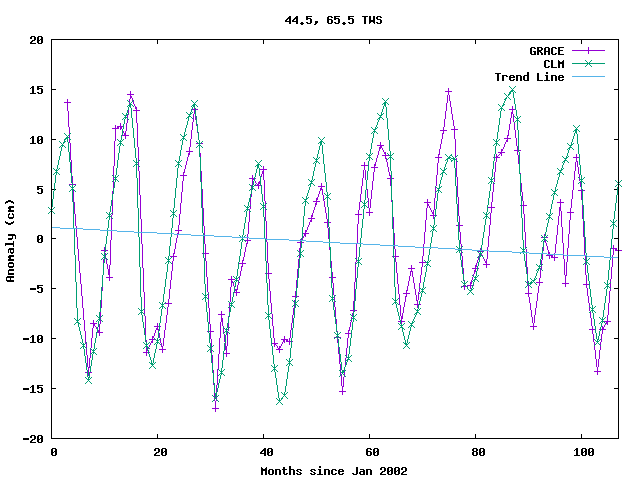 44.5, 65.5 TWS
GRACE
CLM
Trend Line
20
15
10
5
0
-5
-10
-15
-20
Anomaly (cm)
0 20 40 60 80 100
Months since Jan 2002